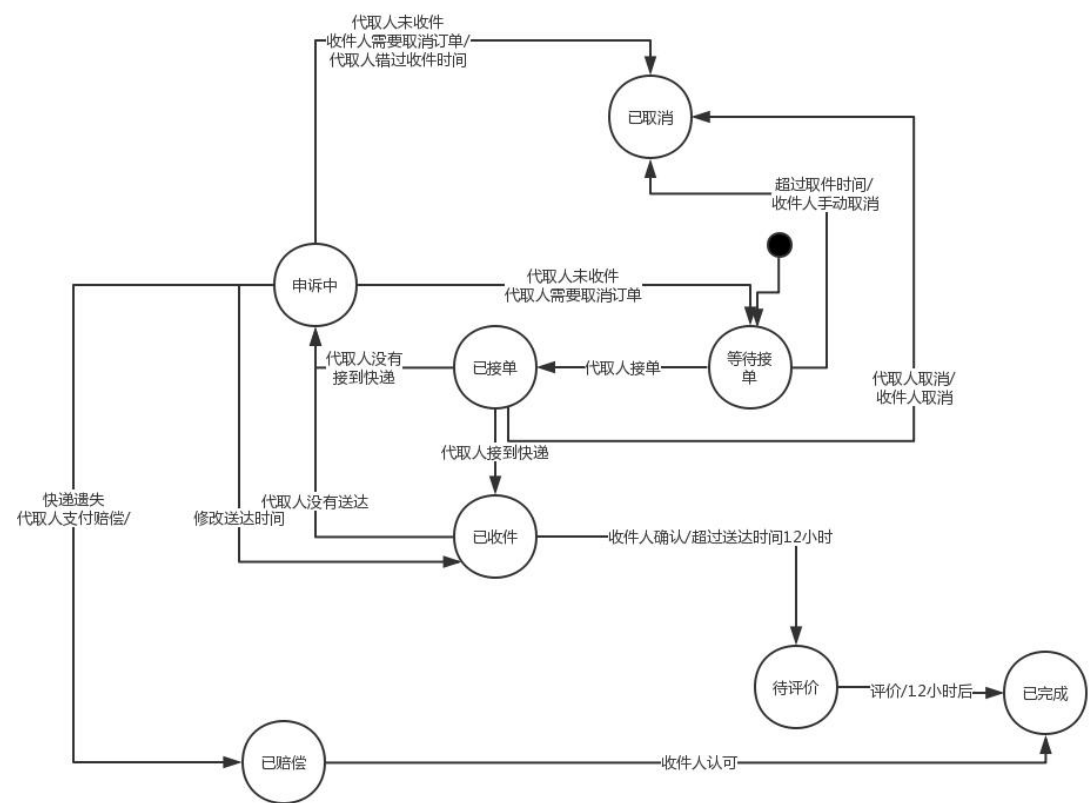 代取人未收件
收件人需要取消订单/
代取人错过收件时间
已取消
超过取件时间/
收件人手动取消
申诉中
代取人未收件
代取人需要取消订单
代取人没有
接到快递
已接单
代取人接单
等待接
单
代取人取消/
收件人取消
代取人接到快递
快递遗失
代取人支付赔偿/
修改送达时间
代取人没有送达
已收件
收件人确认/超过送达时间12小时
待评价
评价/12小时后
已完成
已赔偿
收件人认可